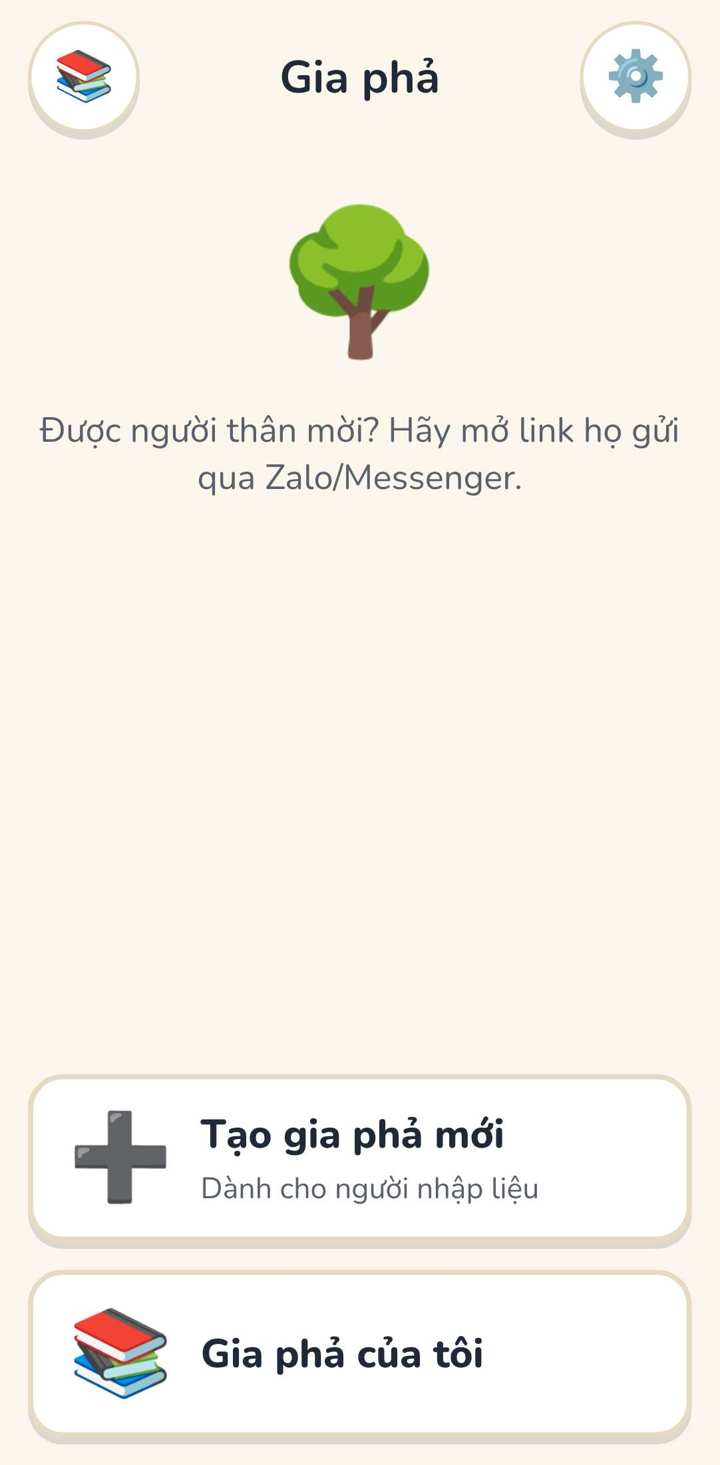 Gia phả
Được người thân mời? Hãy mở link họ gửi
qua Zalo/Messenger.
Tạo gia phả mới
Dành cho người nhập liệu
Gia phả của tôi